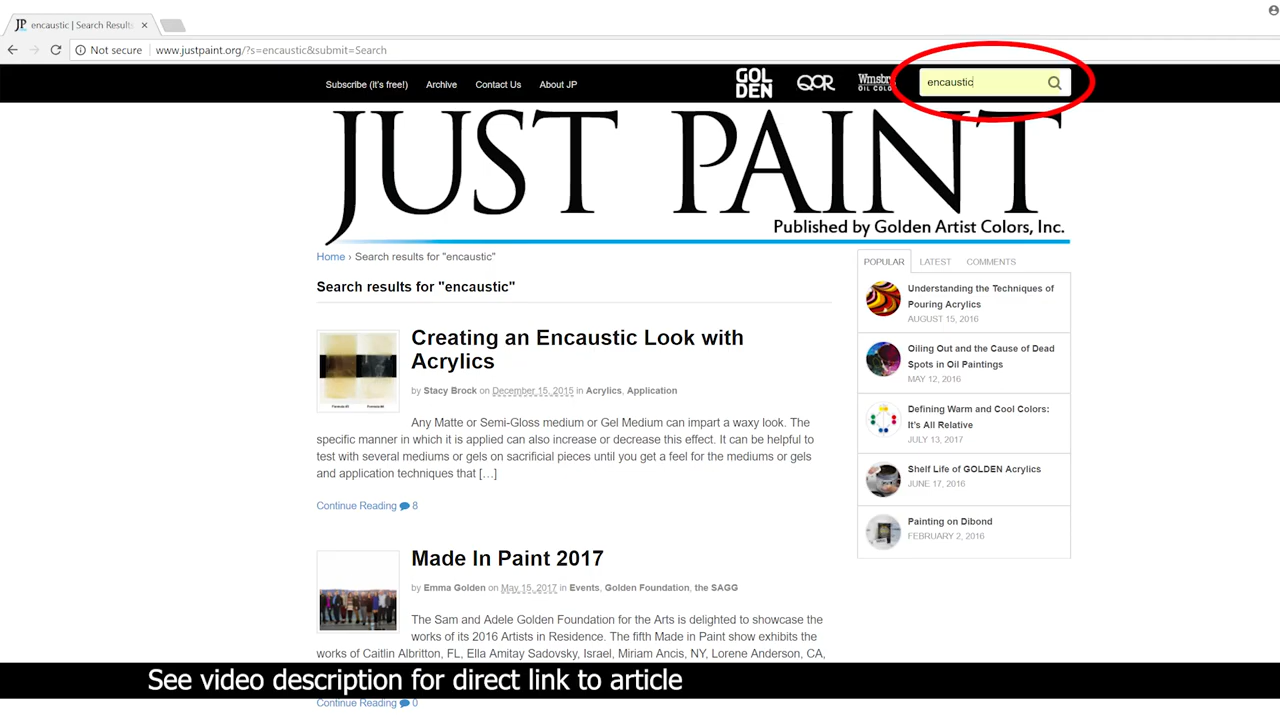 encaustic | Search Results
Not secure
www.justpaint.org/?s=encaustic&submit=Search
Subscribe (it's free!)
Archive
Contact Us
About JP
GOLDEN
QOR
encaustic
JUST PAINT
Published by Golden Artist Colors, Inc.
Home › Search results for "encaustic"
Search results for "encaustic"
Creating an Encaustic Look with
Acrylics
by Stacy Brock on December 15, 2015 in Acrylics, Application
Any Matte or Semi-Gloss medium or Gel Medium can impart a waxy look. The
specific manner in which it is applied can also increase or decrease this effect. It can be helpful to
test with several mediums or gels on sacrificial pieces until you get a feel for the mediums or gels
and application techniques that […]
Continue Reading 8
Made In Paint 2017
by Emma Golden on May 15, 2017 in Events, Golden Foundation, the SAGG
The Sam and Adele Golden Foundation for the Arts is delighted to showcase the
works of its 2016 Artists in Residence. The fifth Made in Paint show exhibits the
works of Caitlin Albritton, FL, Ella Amitay Sadovsky, Israel, Miriam Ancis, NY, Lorene Anderson, CA,
Continue Reading 0
POPULAR
LATEST
COMMENTS
Understanding the Techniques of
Pouring Acrylics
AUGUST 15, 2016
Oiling Out and the Cause of Dead
Spots in Oil Paintings
MAY 12, 2016
Defining Warm and Cool Colors:
It's All Relative
JULY 13, 2017
Shelf Life of GOLDEN Acrylics
JUNE 17, 2016
Painting on Dibond
FEBRUARY 2, 2016
See video description for direct link to article